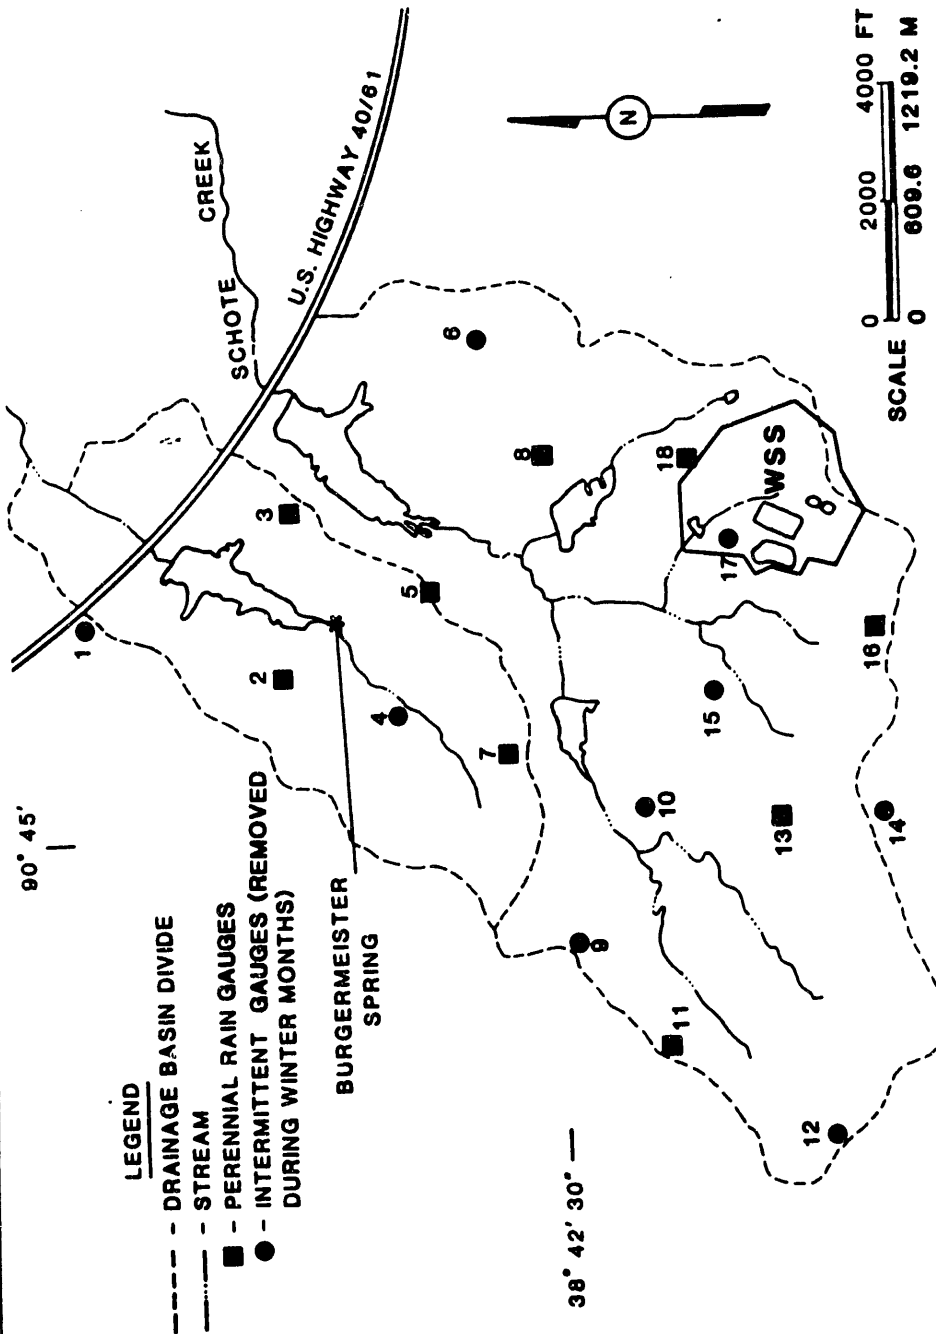 LEGEND
- DRAINAGE BASIN DIVIDE
- STREAM
- PERENNIAL RAIN GAUGES
- INTERMITTENT GAUGES (REMOVED
DURING WINTER MONTHS)
BURGERMEISTER
SPRING
90° 45'
38° 42' 30"
SCHOTE
CREEK
U.S. HIGHWAY 40/61
N
1
2
3
4
5
6
7
8
9
10
11
12
13
14
15
16
17
18
WSS
0 2000 4000 FT
SCALE
0 609.6 1219.2 M